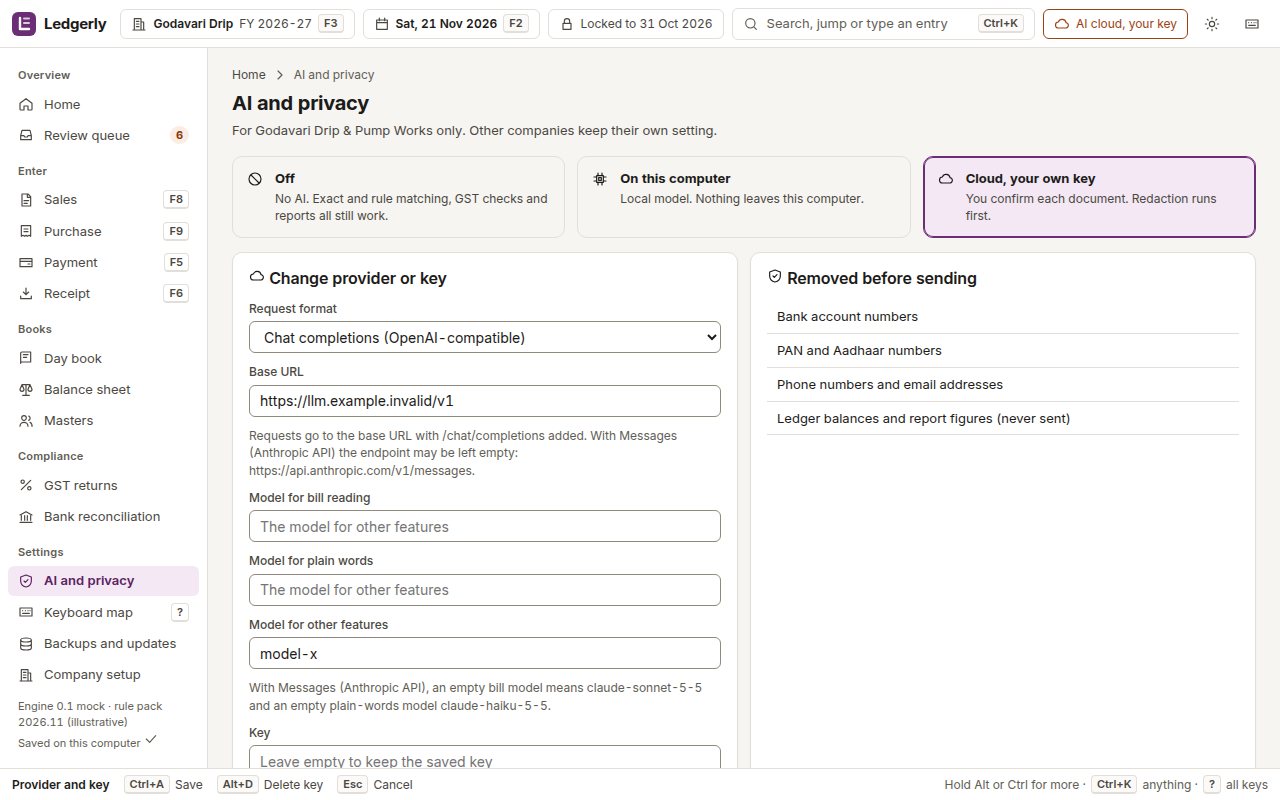 Ledgerly
Godavari Drip FY 2026-27 F3
Sat, 21 Nov 2026 F2
Locked to 31 Oct 2026
Search, jump or type an entry Ctrl+K
AI cloud, your key
Overview
Home
Review queue 6
Enter
Sales F8
Purchase F9
Payment F5
Receipt F6
Books
Day book
Balance sheet
Masters
Compliance
GST returns
Bank reconciliation
Settings
AI and privacy
Keyboard map ?
Backups and updates
Company setup
Engine 0.1 mock · rule pack
2026.11 (illustrative)
Saved on this computer
Home AI and privacy
AI and privacy
For Godavari Drip & Pump Works only. Other companies keep their own setting.
Off
No AI. Exact and rule matching, GST checks and
reports all still work.
On this computer
Local model. Nothing leaves this computer.
Cloud, your own key
You confirm each document. Redaction runs
first.
Change provider or key
Request format
Chat completions (OpenAI-compatible)
Base URL
https://llm.example.invalid/v1
Requests go to the base URL with /chat/completions added. With Messages
(Anthropic API) the endpoint may be left empty:
https://api.anthropic.com/v1/messages.
Model for bill reading
The model for other features
Model for plain words
The model for other features
Model for other features
model-x
With Messages (Anthropic API), an empty bill model means claude-sonnet-5-5
and an empty plain-words model claude-haiku-5-5.
Key
Leave empty to keep the saved key
Removed before sending
Bank account numbers
PAN and Aadhaar numbers
Phone numbers and email addresses
Ledger balances and report figures (never sent)
Provider and key Ctrl+A Save Alt+D Delete key Esc Cancel
Hold Alt or Ctrl for more · Ctrl+K anything · ? all keys